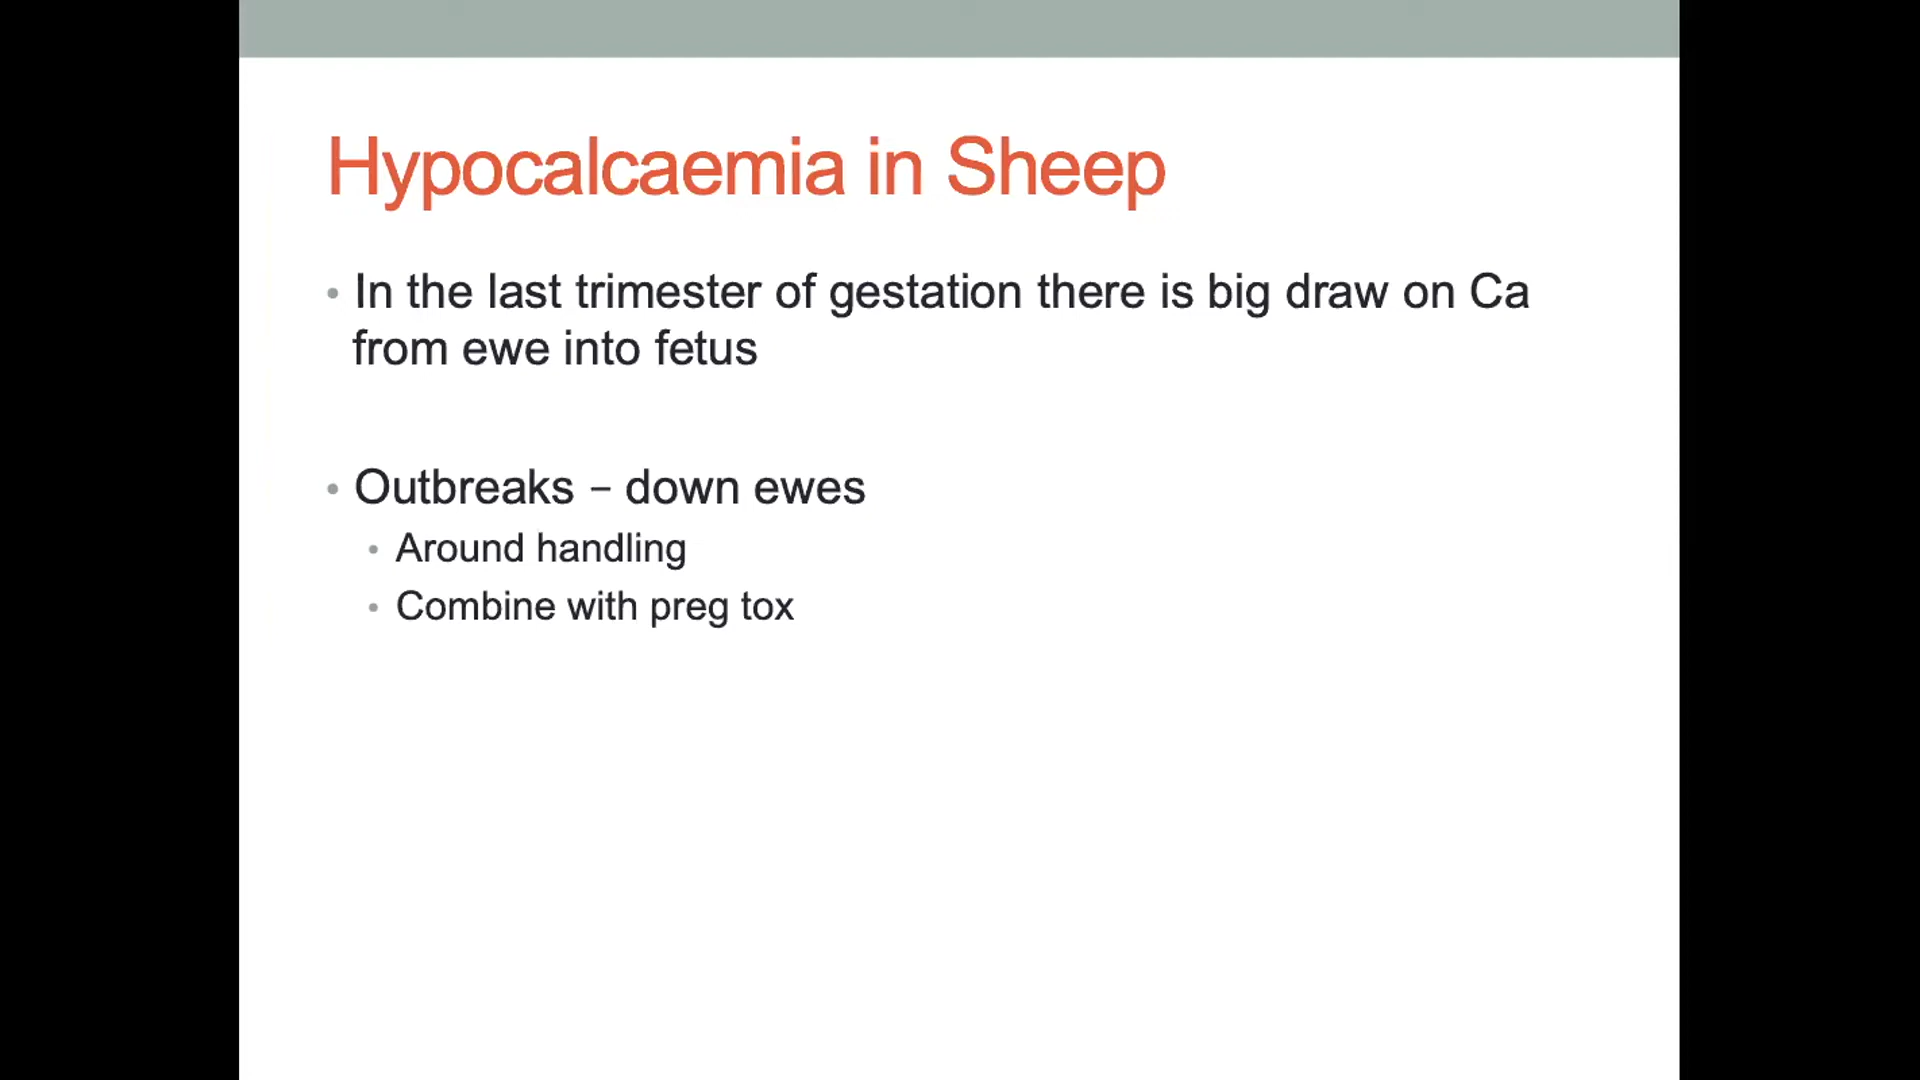 Hypocalcaemia in Sheep
• In the last trimester of gestation there is big draw on Ca
from ewe into fetus
• Outbreaks – down ewes
• Around handling
• Combine with preg tox